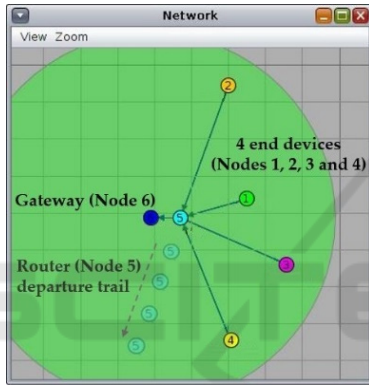 Network
View Zoom
2
4 end devices
(Nodes 1, 2, 3 and 4)
1
Gateway (Node 6)
5
5
3
Router (Node 5)
departure trail
5
5
4
5